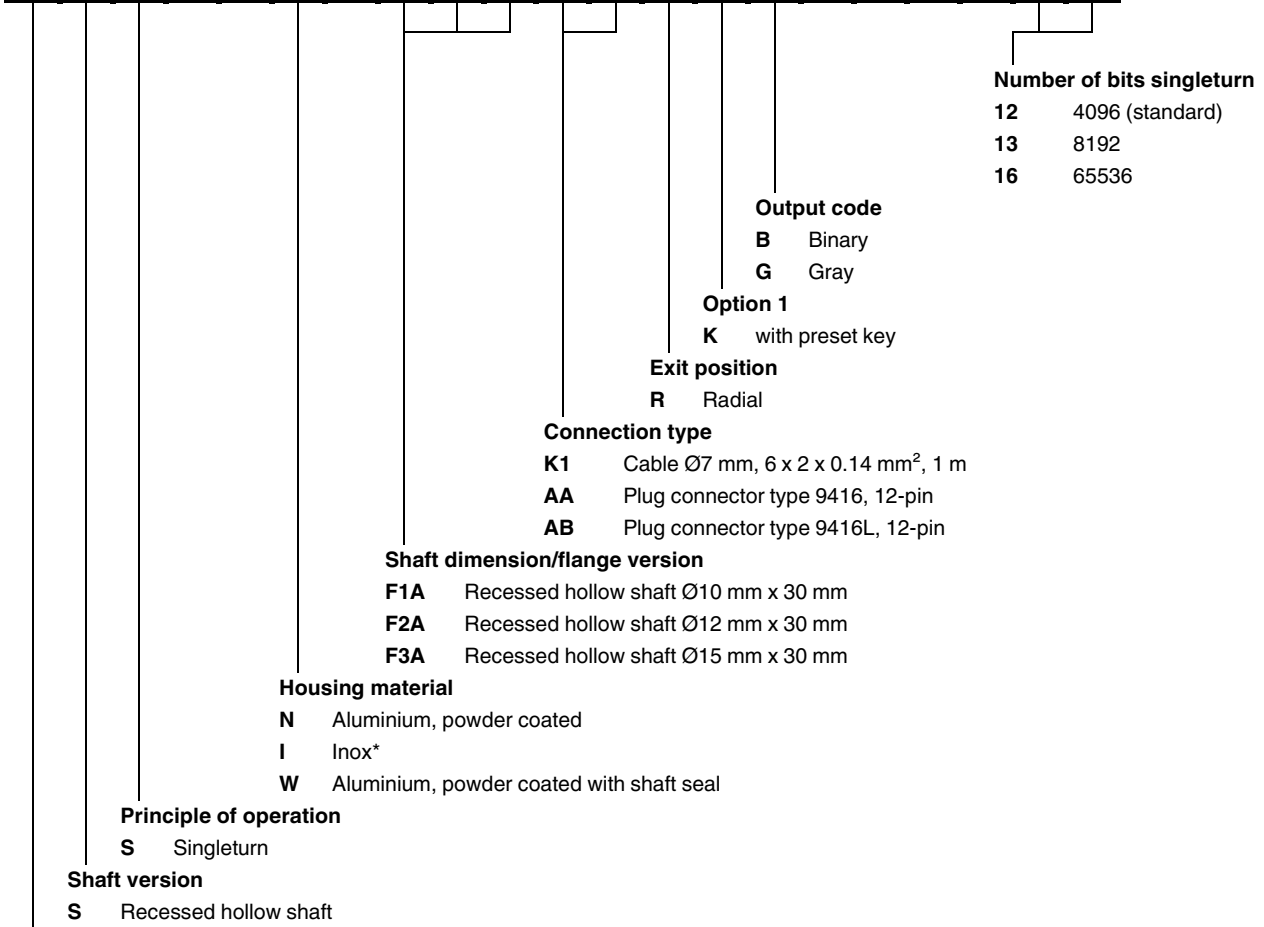 Number of bits singleturn
12 4096 (standard)
13 8192
16 65536
Output code
B Binary
G Gray
Option 1
K with preset key
Exit position
R Radial
Connection type
K1 Cable Ø7 mm, 6 x 2 x 0.14 mm², 1 m
AA Plug connector type 9416, 12-pin
AB Plug connector type 9416L, 12-pin
Shaft dimension/flange version
F1A Recessed hollow shaft Ø10 mm x 30 mm
F2A Recessed hollow shaft Ø12 mm x 30 mm
F3A Recessed hollow shaft Ø15 mm x 30 mm
Housing material
N Aluminium, powder coated
I Inox*
W Aluminium, powder coated with shaft seal
Principle of operation
S Singleturn
Shaft version
S Recessed hollow shaft